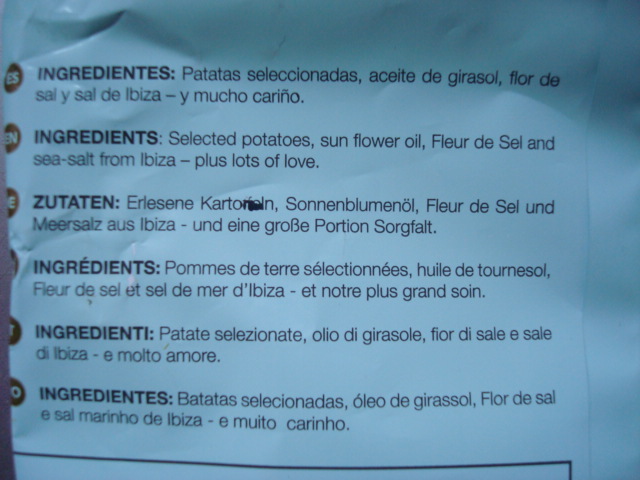 ES INGREDIENTES: Patatas seleccionadas, aceite de girasol, flor de
sal y sal de Ibiza – y mucho cariño.
EN INGREDIENTS: Selected potatoes, sun flower oil, Fleur de Sel and
sea-salt from Ibiza – plus lots of love.
ZUTATEN: Erlesene Kartoffeln, Sonnenblumenöl, Fleur de Sel und
Meersalz aus Ibiza - und eine große Portion Sorgfalt.
INGRÉDIENTS: Pommes de terre sélectionnées, huile de tournesol,
Fleur de sel et sel de mer d'Ibiza - et notre plus grand soin.
INGREDIENTI: Patate selezionate, olio di girasole, fior di sale e sale
di Ibiza - e molto amore.
INGREDIENTES: Batatas selecionadas, óleo de girassol, Flor de sal
e sal marinho de Ibiza - e muito carinho.